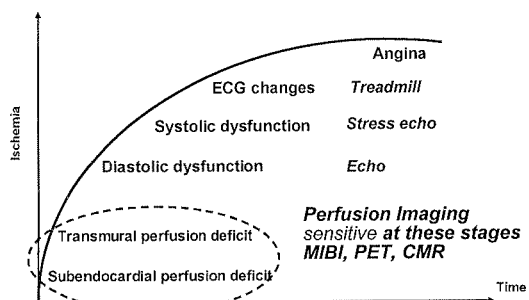 Angina
ECG changes Treadmill
Systolic dysfunction Stress echo
Ischemia
Diastolic dysfunction Echo
Perfusion Imaging
Transmural perfusion deficit sensitive at these stages
MIBI, PET, CMR
Subendocardial perfusion deficit
Time